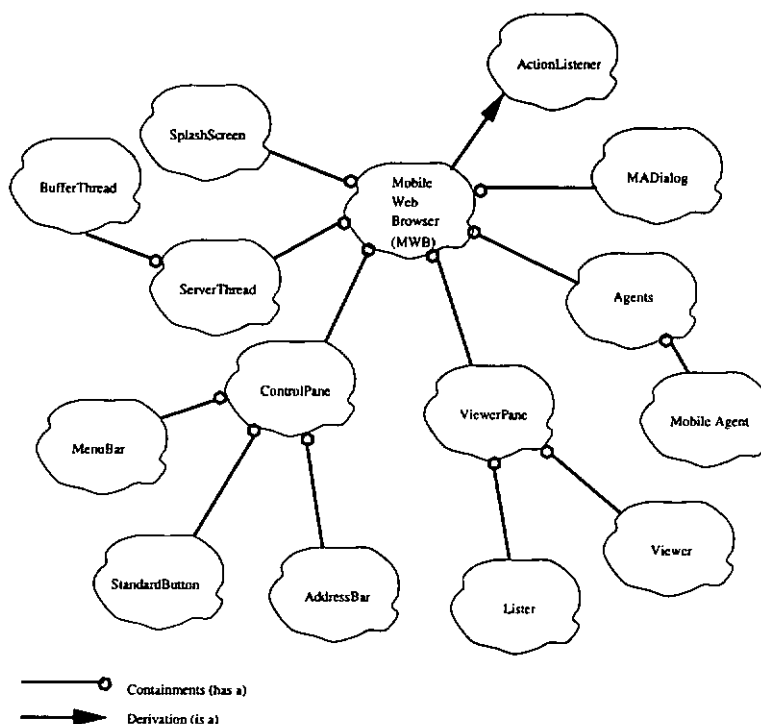 ActionListener
SplashScreen
BufferThread
Mobile
Web
Browser
(MWB)
MADialog
ServerThread
Agents
ControlPane
ViewerPane
MenuBar
Mobile Agent
StandardButton
AddressBar
Lister
Viewer
Containments (has a)
Derivation (is a)